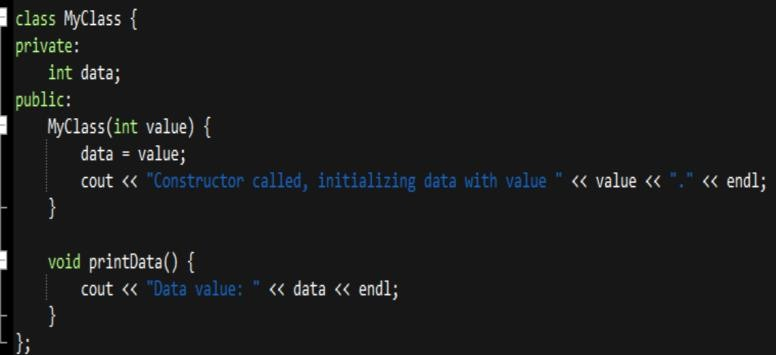 class MyClass {
private:
    int data;
public:
    MyClass(int value) {
        data = value;
        cout << "Constructor called, initializing data with value " << value << "." << endl;
    }

    void printData() {
        cout << "Data value: " << data << endl;
    }
};